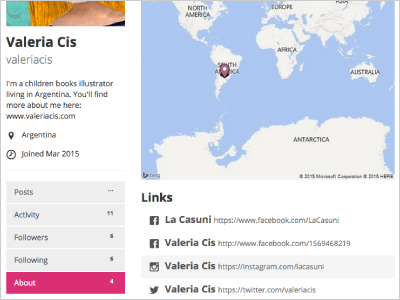 Valeria Cis
valeriacis
I'm a children books illustrator
living in Argentina. You'll find
more about me here:
www.valeriacis.com
Argentina
Joined Mar 2015
Posts ...
Activity 11
Followers 6
Following 6
About 4
NORTH
AMERICA
EUROPE
AFRICA
SOUTH
AMERICA
AUSTRALIA
ANTARCTICA
bing
© 2015 Microsoft Corporation © 2015 HERE
Links
La Casuni https://www.facebook.com/LaCasuni
Valeria Cis http://www.facebook.com/1569468219
Valeria Cis https://instagram.com/lacasuni
Valeria Cis https://twitter.com/valeriacis